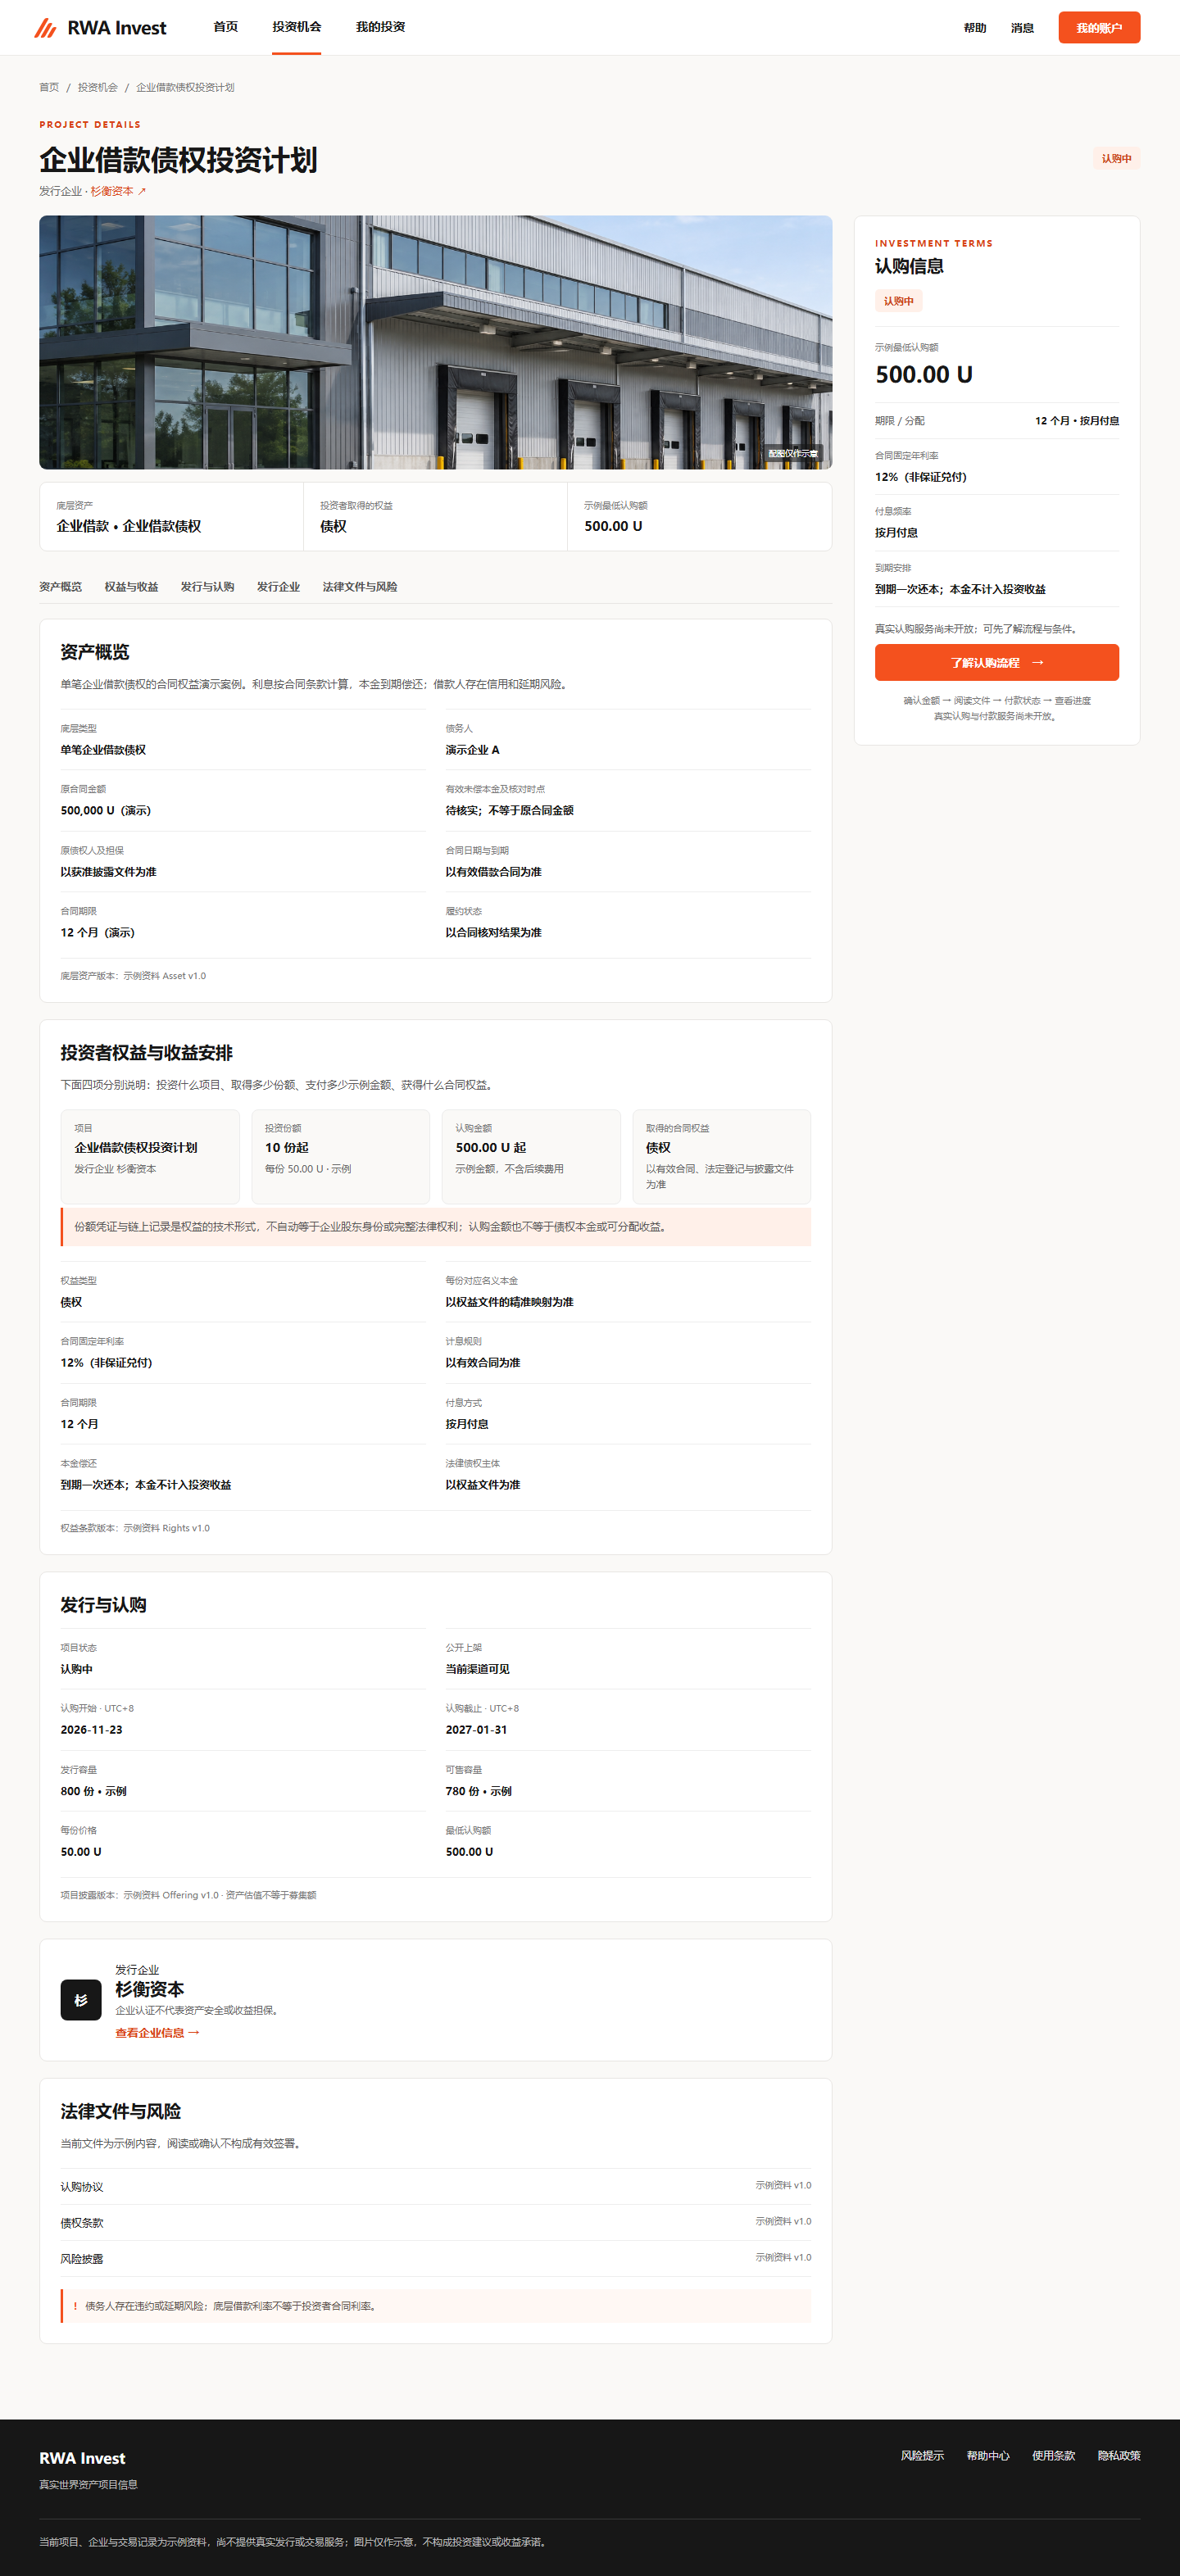 RWA Invest
首页
投资机会
我的投资
帮助
消息
我的账户
首页 / 投资机会 / 企业借款债权投资计划
PROJECT DETAILS
企业借款债权投资计划
认购中
发行企业 · 杉衡资本 ↗
配图仅作示意
底层资产
企业借款 • 企业借款债权
投资者取得的权益
债权
示例最低认购额
500.00 U
INVESTMENT TERMS
认购信息
认购中
示例最低认购额
500.00 U
期限 / 分配
12 个月 • 按月付息
合同固定年利率
12%（非保证兑付）
付息频率
按月付息
到期安排
到期一次还本；本金不计入投资收益
真实认购服务尚未开放；可先了解流程与条件。
了解认购流程 →
确认金额 → 阅读文件 → 付款状态 → 查看进度
真实认购与付款服务尚未开放。
资产概览
权益与收益
发行与认购
发行企业
法律文件与风险
资产概览
单笔企业借款债权的合同权益演示案例。利息按合同条款计算，本金到期偿还；借款人存在信用和延期风险。
底层类型
单笔企业借款债权
债务人
演示企业 A
原合同金额
500,000 U（演示）
有效未偿本金及核对时点
待核实；不等于原合同金额
原债权人及担保
以获准披露文件为准
合同日期与到期
以有效借款合同为准
合同期限
12 个月（演示）
履约状态
以合同核对结果为准
底层资产版本：示例资料 Asset v1.0
投资者权益与收益安排
下面四项分别说明：投资什么项目、取得多少份额、支付多少示例金额、获得什么合同权益。
项目
企业借款债权投资计划
发行企业 杉衡资本
投资份额
10 份起
每份 50.00 U · 示例
认购金额
500.00 U 起
示例金额，不含后续费用
取得的合同权益
债权
以有效合同、法定登记与披露文件
为准
份额凭证与链上记录是权益的技术形式，不自动等于企业股东身份或完整法律权利；认购金额也不等于债权本金或可分配收益。
权益类型
债权
每份对应名义本金
以权益文件的精准映射为准
合同固定年利率
12%（非保证兑付）
计息规则
以有效合同为准
合同期限
12 个月
付息方式
按月付息
本金偿还
到期一次还本；本金不计入投资收益
法律债权主体
以权益文件为准
权益条款版本：示例资料 Rights v1.0
发行与认购
项目状态
认购中
公开上架
当前渠道可见
认购开始 · UTC+8
2026-11-23
认购截止 · UTC+8
2027-01-31
发行容量
800 份 • 示例
可售容量
780 份 • 示例
每份价格
50.00 U
最低认购额
500.00 U
项目披露版本：示例资料 Offering v1.0 · 资产估值不等于募集额
杉
发行企业
杉衡资本
企业认证不代表资产安全或收益担保。
查看企业信息 →
法律文件与风险
当前文件为示例内容，阅读或确认不构成有效签署。
认购协议
示例资料 v1.0
债权条款
示例资料 v1.0
风险披露
示例资料 v1.0
! 债务人存在违约或延期风险；底层借款利率不等于投资者合同利率。
RWA Invest
真实世界资产项目信息
风险提示
帮助中心
使用条款
隐私政策
当前项目、企业与交易记录为示例资料，尚不提供真实发行或交易服务；图片仅作示意，不构成投资建议或收益承诺。